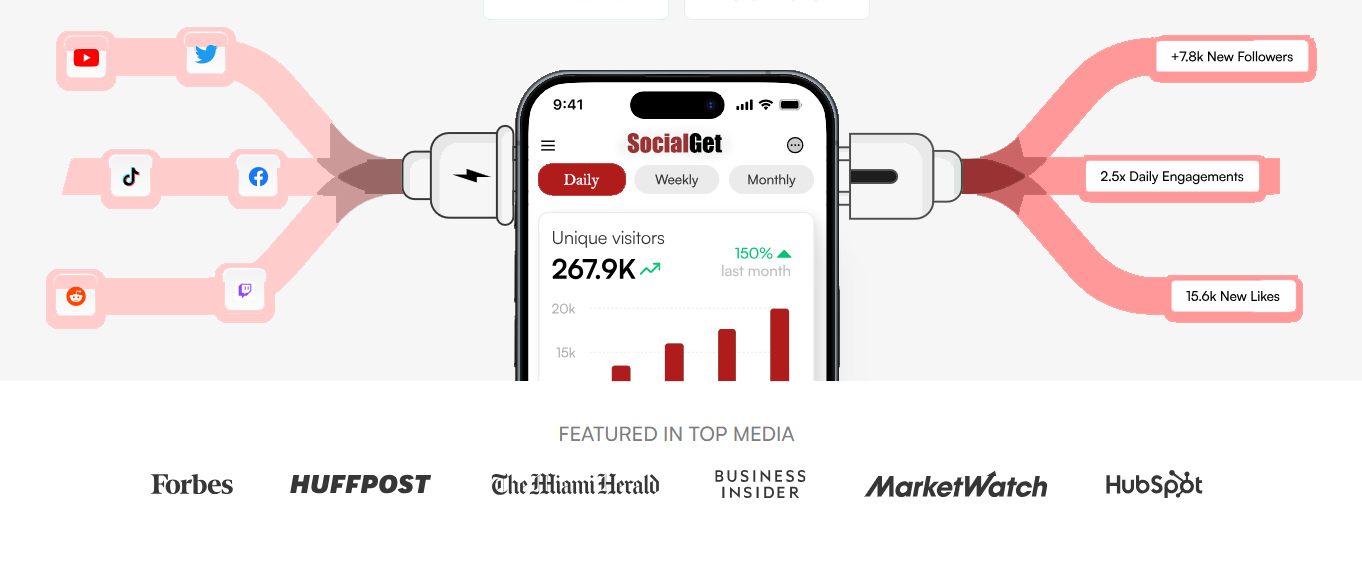 9:41
SocialGet
Daily
Weekly
Monthly
Unique visitors
267.9K
150%
last month
20k
15k
+7.8k New Followers
2.5x Daily Engagements
15.6k New Likes
FEATURED IN TOP MEDIA
Forbes
HUFFPOST
The Miami Herald
BUSINESS
INSIDER
MarketWatch
HubSpot